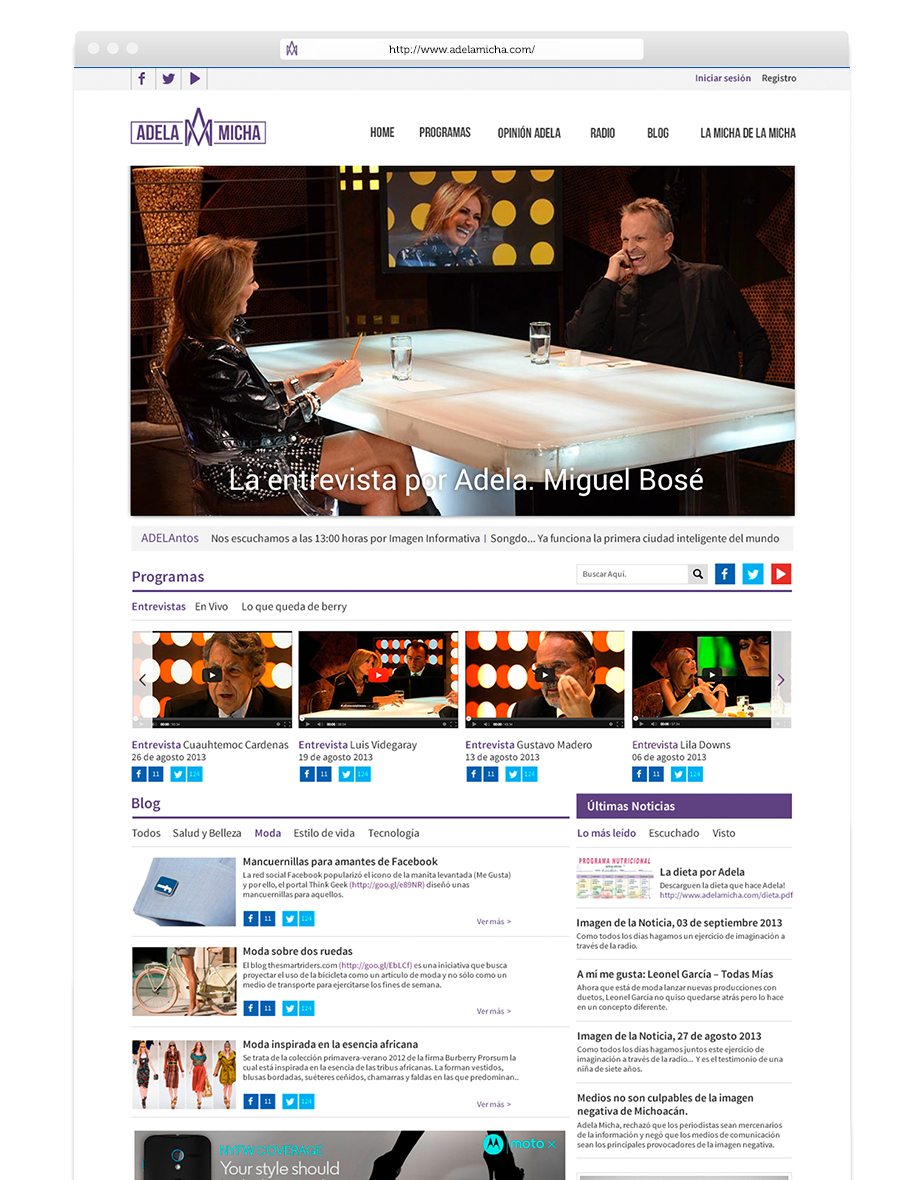 http://www.adelamicha.com/
Iniciar sesión Registro
ADELA MICHA
HOME PROGRAMAS OPINIÓN ADELA RADIO BLOG LA MICHA DE LA MICHA
La entrevista por Adela. Miguel Bosé
ADELAntos Nos escuchamos a las 13:00 horas por Imagen Informativa | Songdo... Ya funciona la primera ciudad inteligente del mundo
Programas
Buscar Aquí.
Entrevistas En Vivo Lo que queda de berry
Entrevista Cuauhtemoc Cardenas
26 de agosto 2013
11 124
Entrevista Luis Videgaray
19 de agosto 2013
11 124
Entrevista Gustavo Madero
13 de agosto 2013
11 124
Entrevista Lila Downs
06 de agosto 2013
11 124
Blog
Todos Salud y Belleza Moda Estilo de vida Tecnología
Mancuernillas para amantes de Facebook
La red social Facebook popularizó el icono de la manita levantada (Me Gusta)
y por ello, el portal Think Geek (http://goo.gl/e89NR) diseñó unas
mancuernillas para aquellos.
11 124
Ver más >
Moda sobre dos ruedas
El blog thesmartriders.com (http://goo.gl/EbLCf) es una iniciativa que busca
proyectar el uso de la bicicleta como un artículo de moda y no sólo como un
medio de transporte para ejercitarse los fines de semana.
11 124
Ver más >
Moda inspirada en la esencia africana
Se trata de la colección primavera-verano 2012 de la firma Burberry Prorsum la
cual está inspirada en la esencia de las tribus africanas. La forman vestidos,
blusas bordadas, suéteres ceñidos, chamarras y faldas en las que predominan..
11 124
Ver más >
NYFW COVERAGE
Your style should
moto x
Últimas Noticias
Lo más leído Escuchado Visto
PROGRAMA NUTRICIONAL
La dieta por Adela
Descarguen la dieta que hace Adela!
http://www.adelamicha.com/dieta.pdf
Imagen de la Noticia, 03 de septiembre 2013
Como todos los días hagamos un ejercicio de imaginación a
través de la radio.
A mí me gusta: Leonel García – Todas Mías
Ahora que está de moda lanzar nuevas producciones con
duetos, Leonel García no quiso quedarse atrás pero lo hace
en un concepto diferente.
Imagen de la Noticia, 27 de agosto 2013
Como todos los días hagamos juntos este ejercicio de
imaginación a través de la radio... Y es el testimonio de una
niña de siete años.
Medios no son culpables de la imagen
negativa de Michoacán.
Adela Micha, rechazó que los periodistas sean mercenarios
de la información y negó que los medios de comunicación
sean los principales provocadores de la imagen negativa.